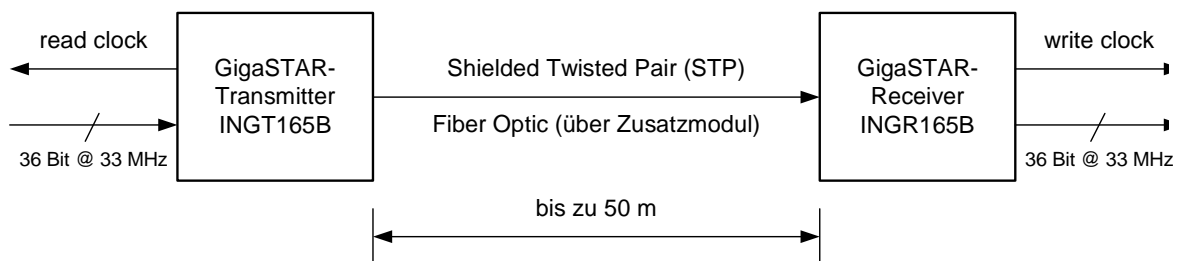 read clock
36 Bit @ 33 MHz
GigaSTAR-
Transmitter
INGT165B
Shielded Twisted Pair (STP)
Fiber Optic (über Zusatzmodul)
bis zu 50 m
GigaSTAR-
Receiver
INGR165B
write clock
36 Bit @ 33 MHz